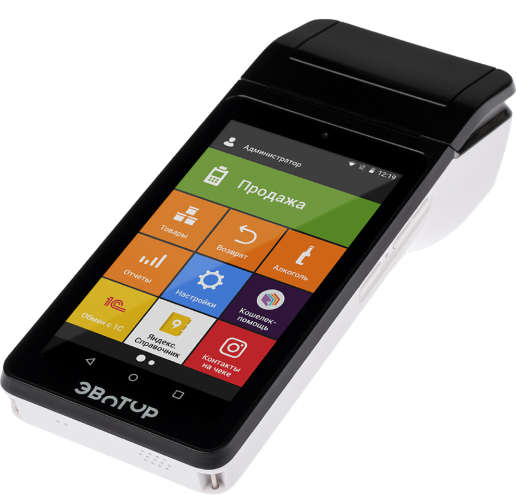 Администратор
12:19
Продажа
Товары
Возврат
Алкоголь
Отчеты
Настройки
Кошелек-
помощь
1С
Обмен с 1С
Яндекс.
Справочник
Контакты
на чеке
ЭВОТОР